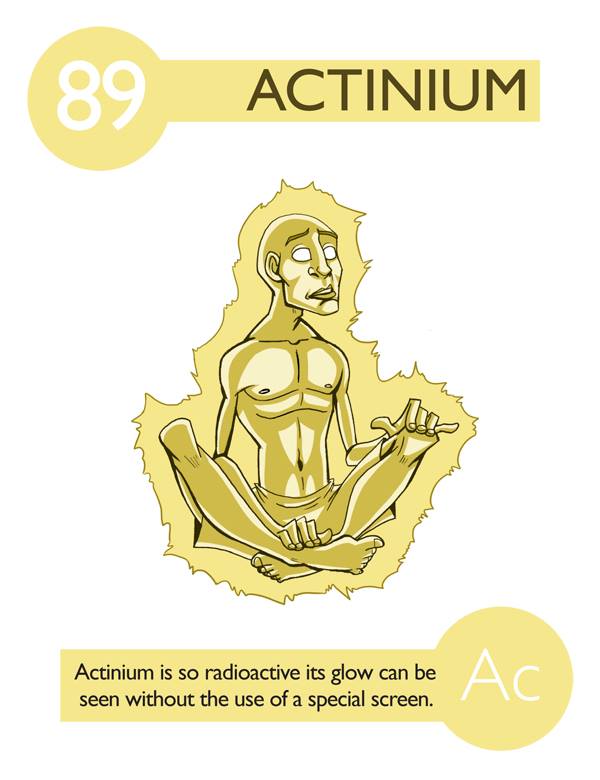 89
ACTINIUM
Actinium is so radioactive its glow can be
seen without the use of a special screen.
Ac